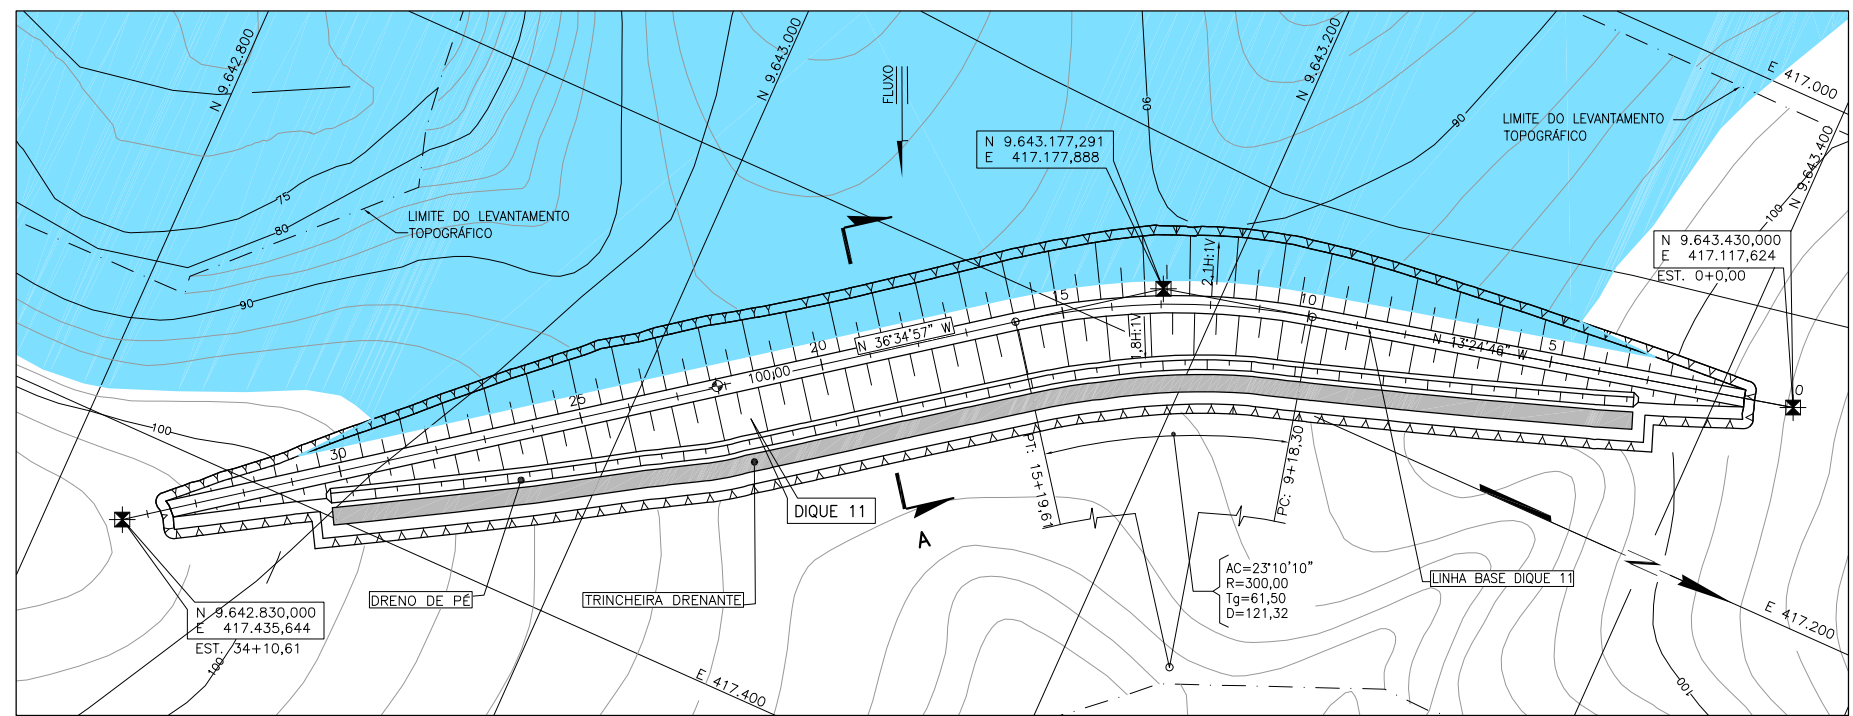 N 9.642.800
N 9.643.000
N 9.643.200
E 417.000
N 9.643.400
FLUXO
90
90
LIMITE DO LEVANTAMENTO
TOPOGRÁFICO
N 9.643.177,291
E 417.177,888
75
80
90
LIMITE DO LEVANTAMENTO
TOPOGRÁFICO
100
N 9.643.430,000
E 417.117,624
EST. 0+0,00
2,1H:1V
1,8H:1V
0
5
10
15
20
25
30
N 36°34'57" W
N 13°24'46" W
100,00
100
PT: 15+19,61
PC: 9+18,30
DIQUE 11
A
AC=23°10'10"
R=300,00
Tg=61,50
D=121,32
LINHA BASE DIQUE 11
DRENO DE PÉ
TRINCHEIRA DRENANTE
N 9.642.830,000
E 417.435,644
EST. 34+10,61
100
E 417.400
E 417.200
100